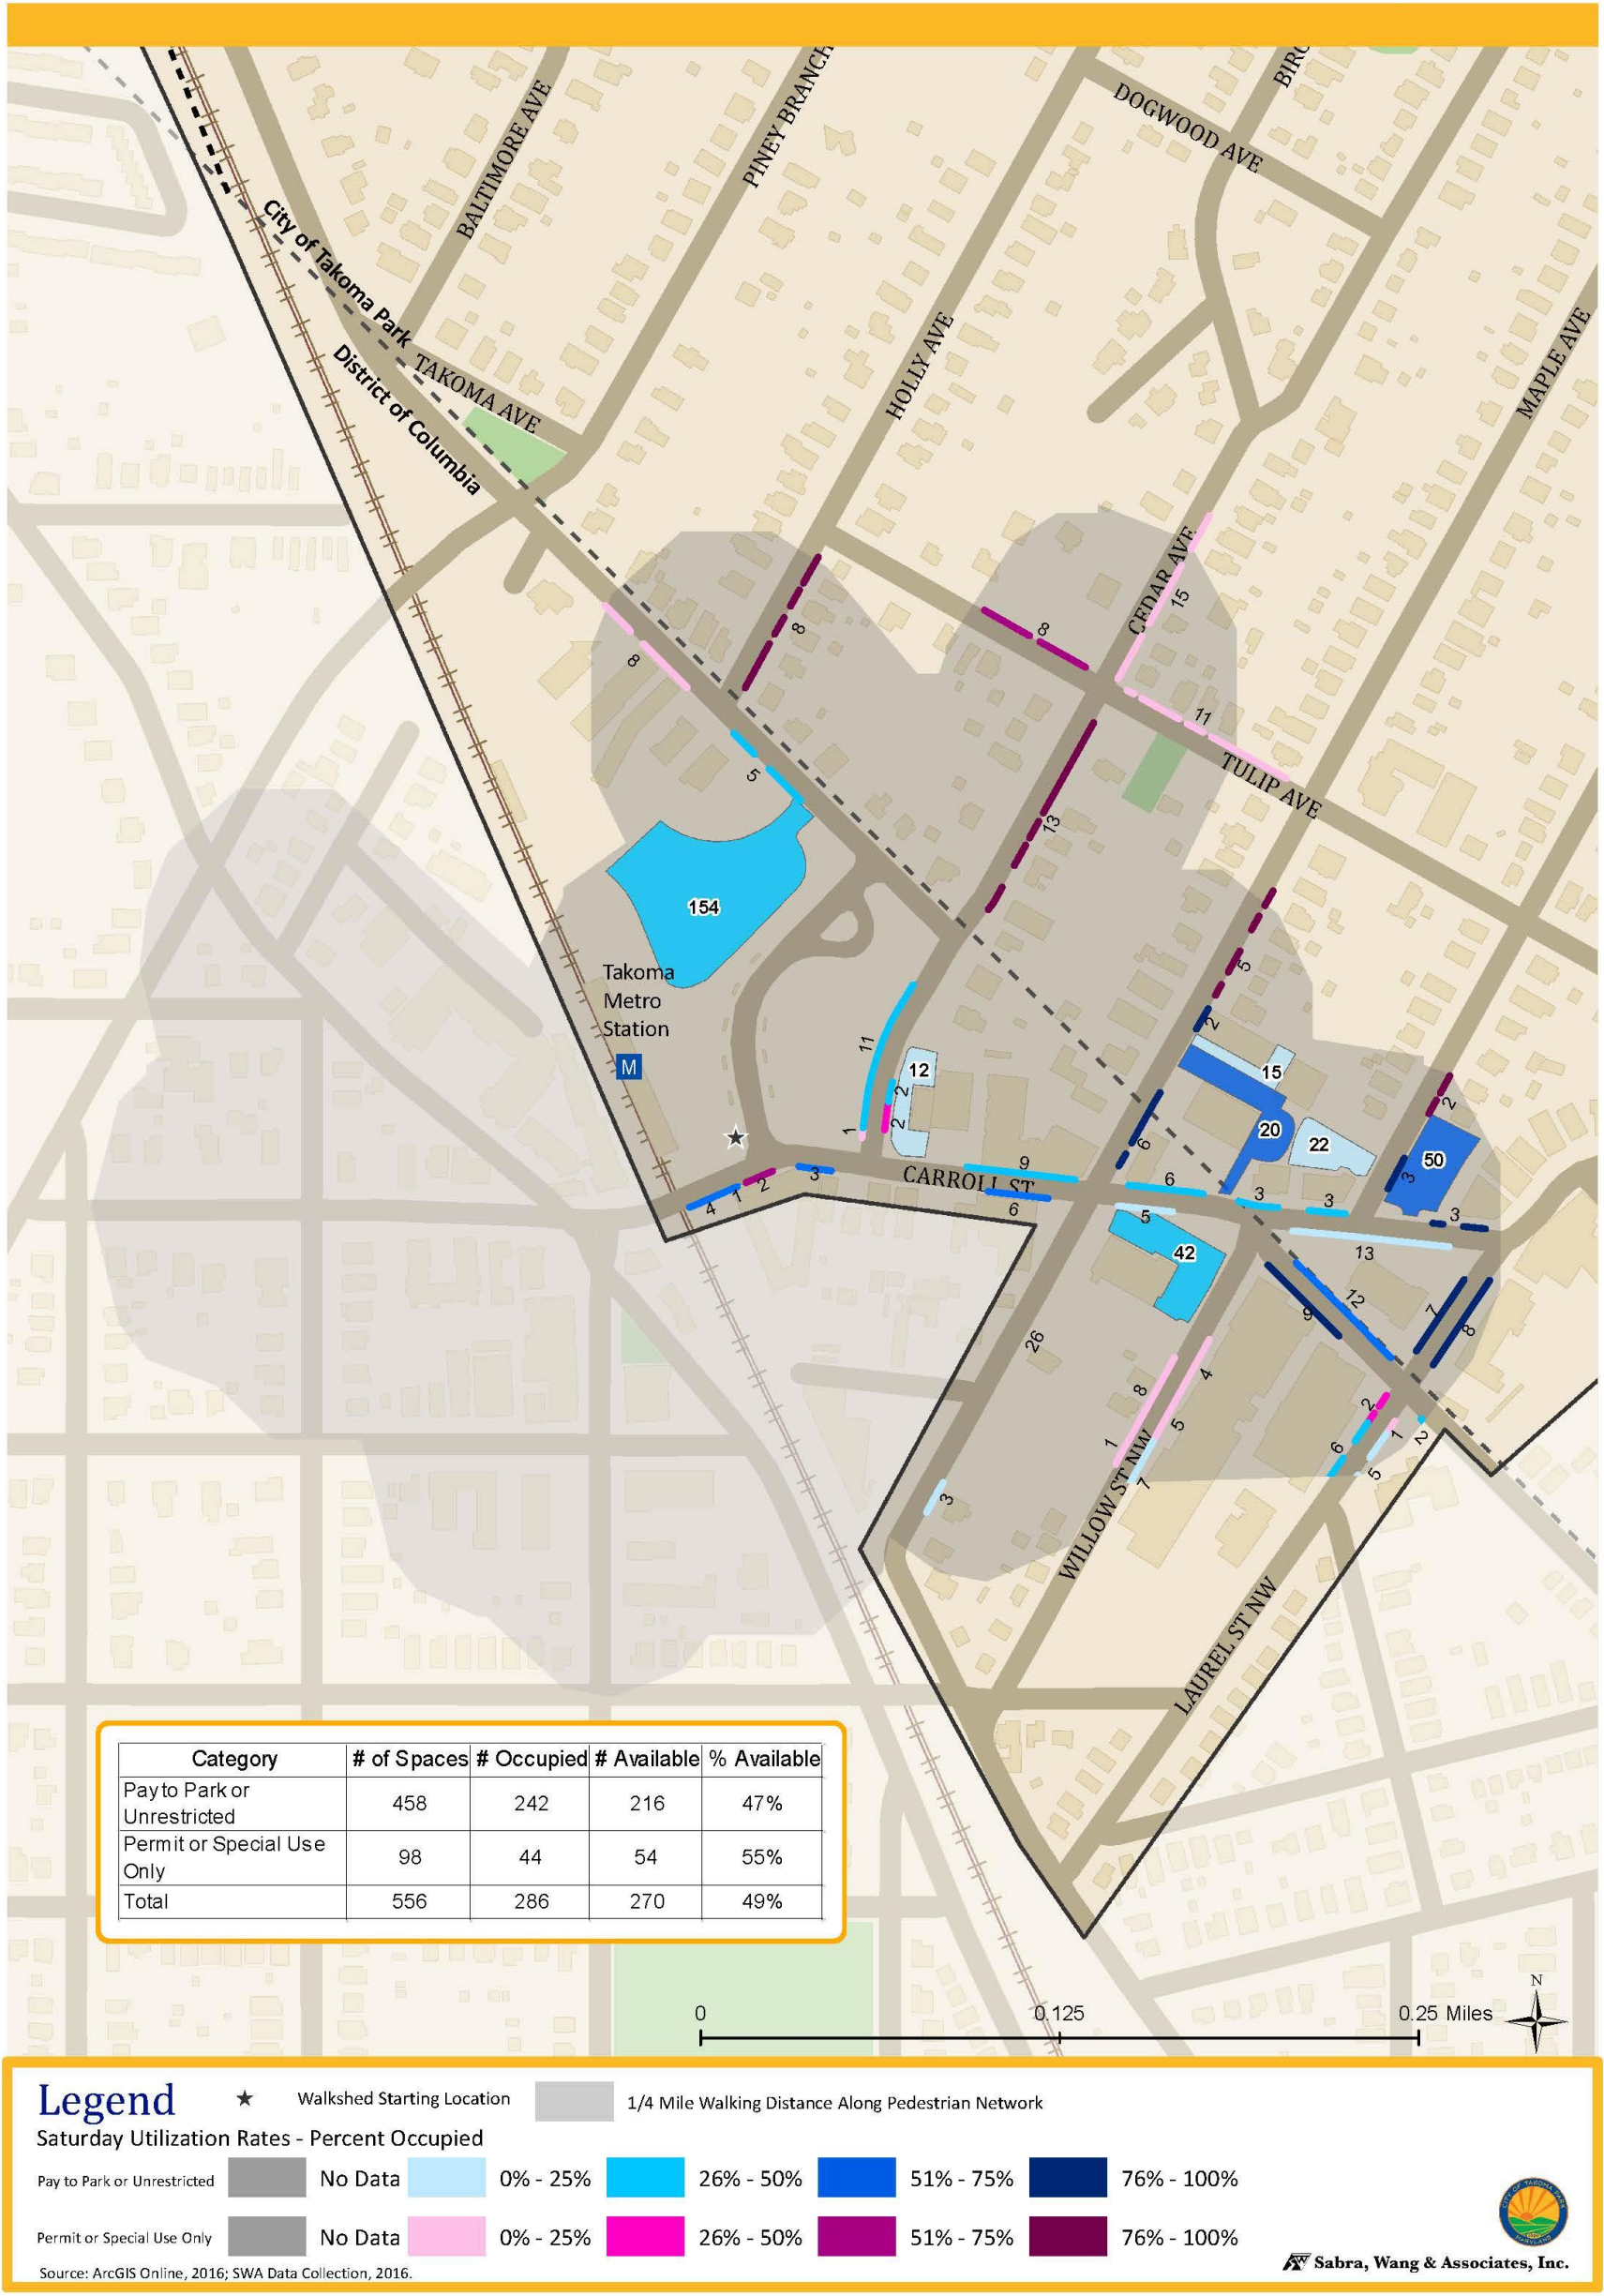 DOGWOOD AVE
BALTIMORE AVE
PINEY BRANCH
City of Takoma Park
District of Columbia
TAKOMA AVE
HOLLY AVE
MAPLE AVE
CEDAR AVE
15
8
8
8
11
TULIP AVE
5
13
154
5
Takoma
Metro
Station
M
2
11
12
2
2
1
15
20
22
50
2
3
6
CARROLL ST
9
6
3
3
3
4
1
2
3
6
5
42
13
12
9
7
8
26
8
4
1
5
7
3
2
1
2
6
5
WILLOW ST NW
LAUREL ST NW
Category # of Spaces # Occupied # Available % Available
Pay to Park or
Unrestricted 458 242 216 47%
Permit or Special Use
Only 98 44 54 55%
Total 556 286 270 49%
N
0 0.125 0.25 Miles
Legend
Walkshed Starting Location
1/4 Mile Walking Distance Along Pedestrian Network
Saturday Utilization Rates - Percent Occupied
Pay to Park or Unrestricted No Data 0% - 25% 26% - 50% 51% - 75% 76% - 100%
Permit or Special Use Only No Data 0% - 25% 26% - 50% 51% - 75% 76% - 100%
Source: ArcGIS Online, 2016; SWA Data Collection, 2016.
Sabra, Wang & Associates, Inc.